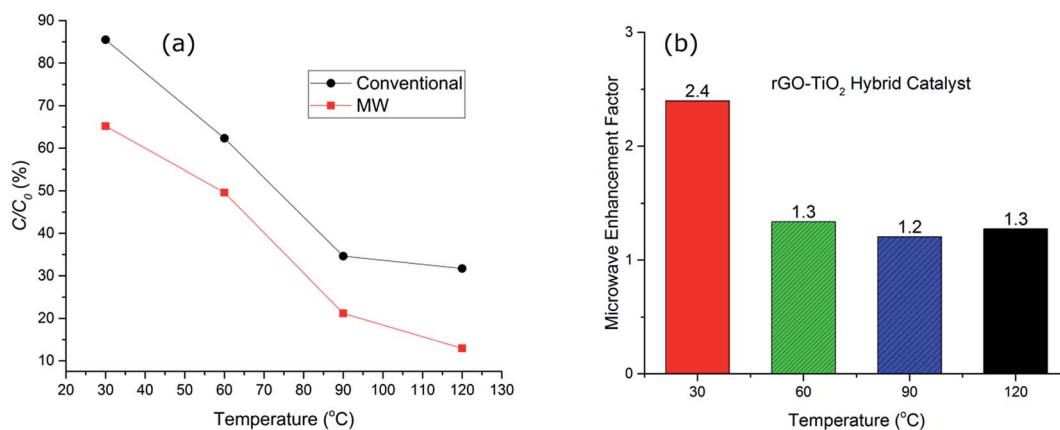 (a)
Conventional
MW
90
80
70
60
50
40
30
20
10
C/C₀ (%)
20 30 40 50 60 70 80 90 100 110 120 130
Temperature (°C)
(b)
rGO-TiO₂ Hybrid Catalyst
3
2
1
0
Microwave Enhancement Factor
2.4
1.3
1.2
1.3
30 60 90 120
Temperature (°C)